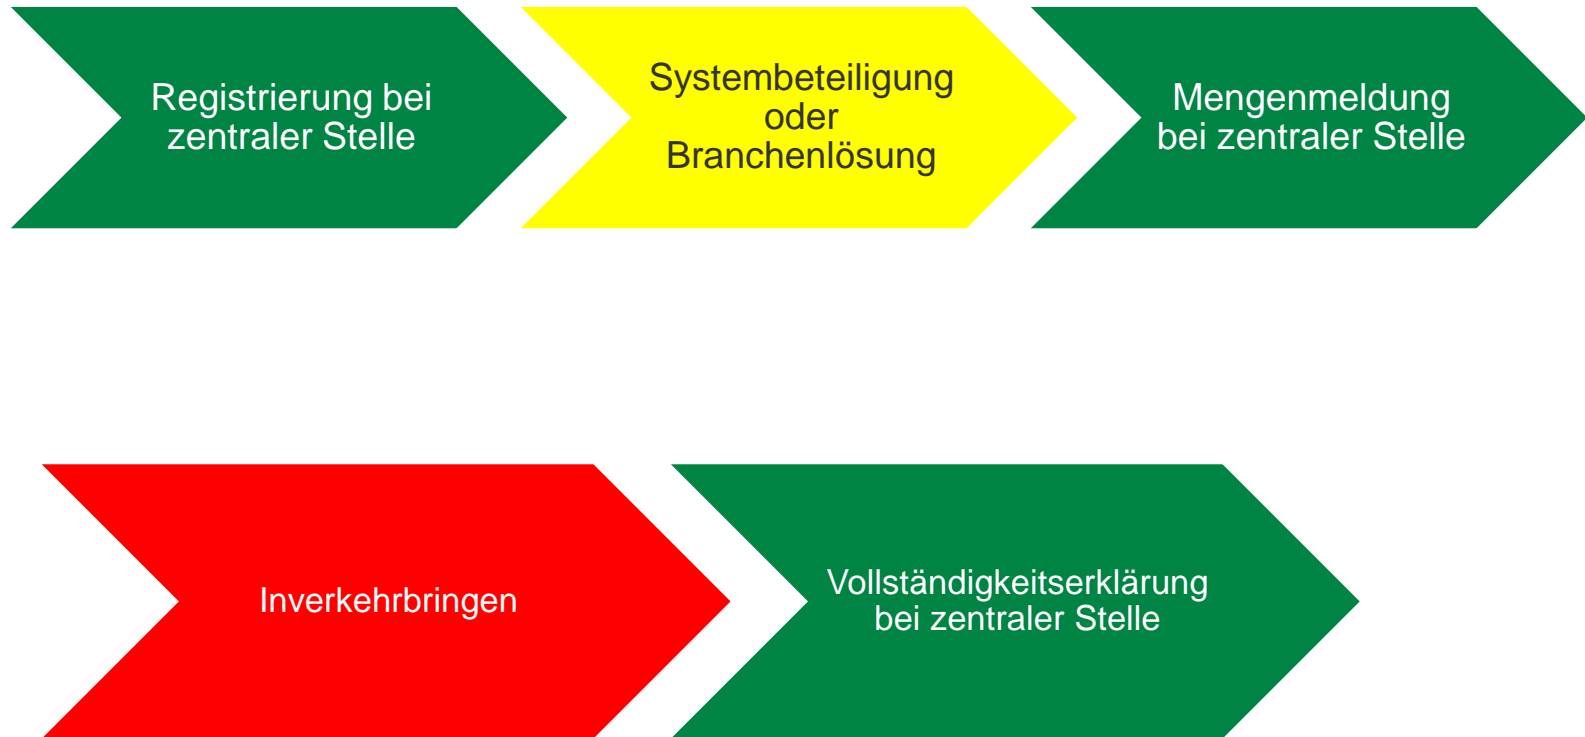 Registrierung bei
zentraler Stelle
Systembeteiligung
oder
Branchenlösung
Mengenmeldung
bei zentraler Stelle
Inverkehrbringen
Vollständigkeitserklärung
bei zentraler Stelle